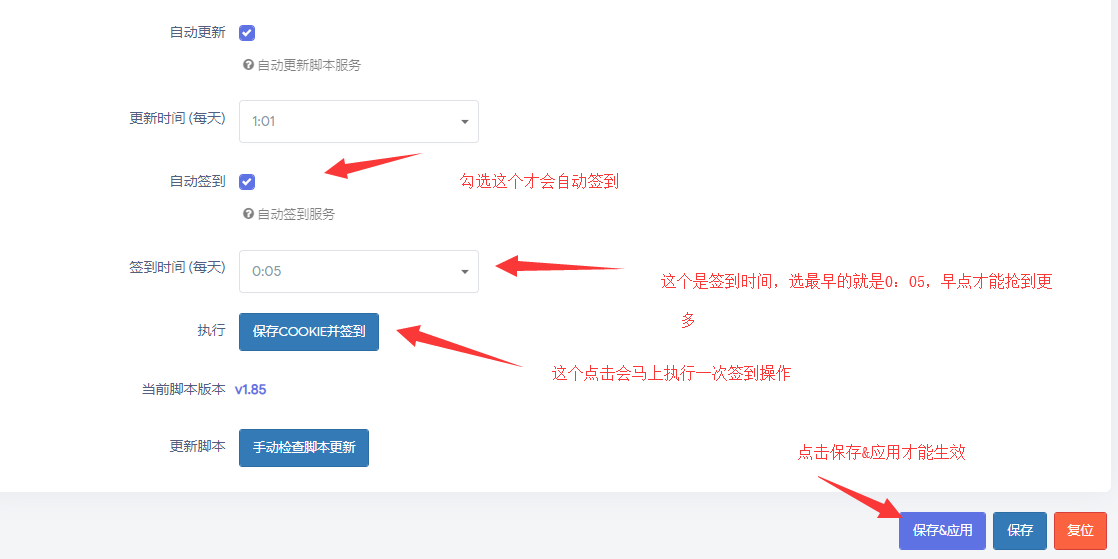 自动更新
自动更新脚本服务
更新时间 (每天)
1:01
自动签到
勾选这个才会自动签到
自动签到服务
签到时间 (每天)
0:05
这个是签到时间，选最早的就是0：05，早点才能抢到更
多
执行
保存COOKIE并签到
这个点击会马上执行一次签到操作
当前脚本版本 v1.85
更新脚本
手动检查脚本更新
点击保存&应用才能生效
保存&应用
保存
复位